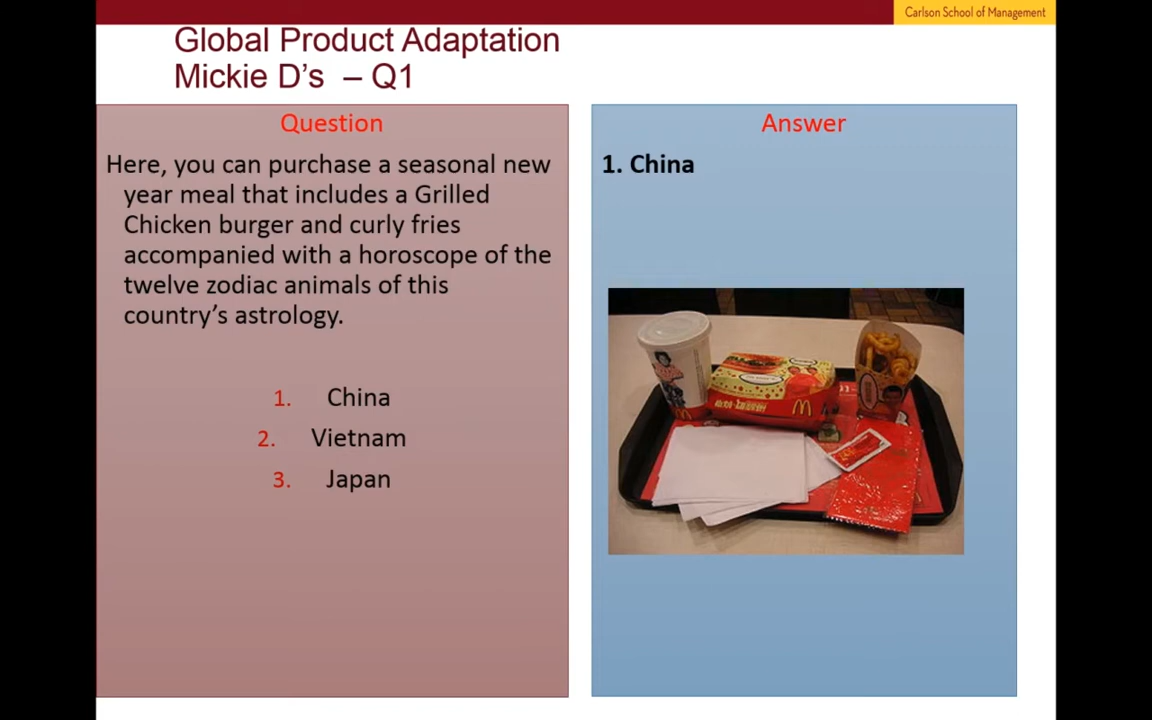 Carlson School of Management
Global Product Adaptation
Mickie D's – Q1
Question
Here, you can purchase a seasonal new
year meal that includes a Grilled
Chicken burger and curly fries
accompanied with a horoscope of the
twelve zodiac animals of this
country's astrology.
1. China
2. Vietnam
3. Japan
Answer
1. China